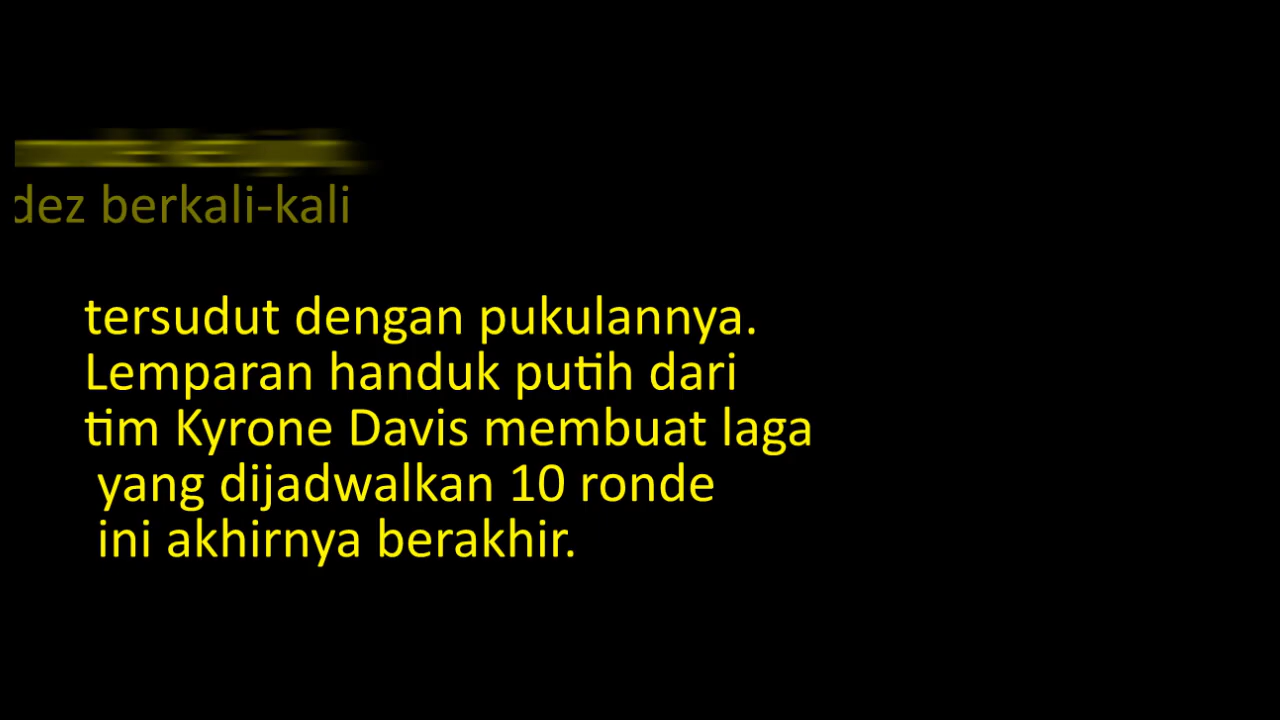 berkali-kali
tersudut dengan pukulannya.
Lemparan handuk putih dari
tim Kyrone Davis membuat laga
yang dijadwalkan 10 ronde
ini akhirnya berakhir.